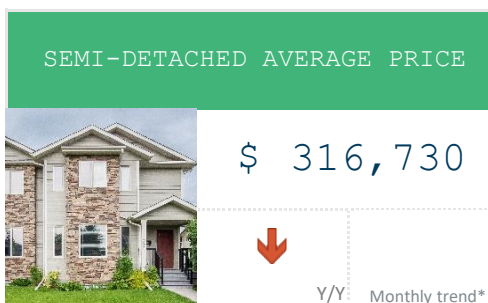 SEMI-DETACHED AVERAGE PRICE
$ 316,730
Y/Y
Monthly trend*